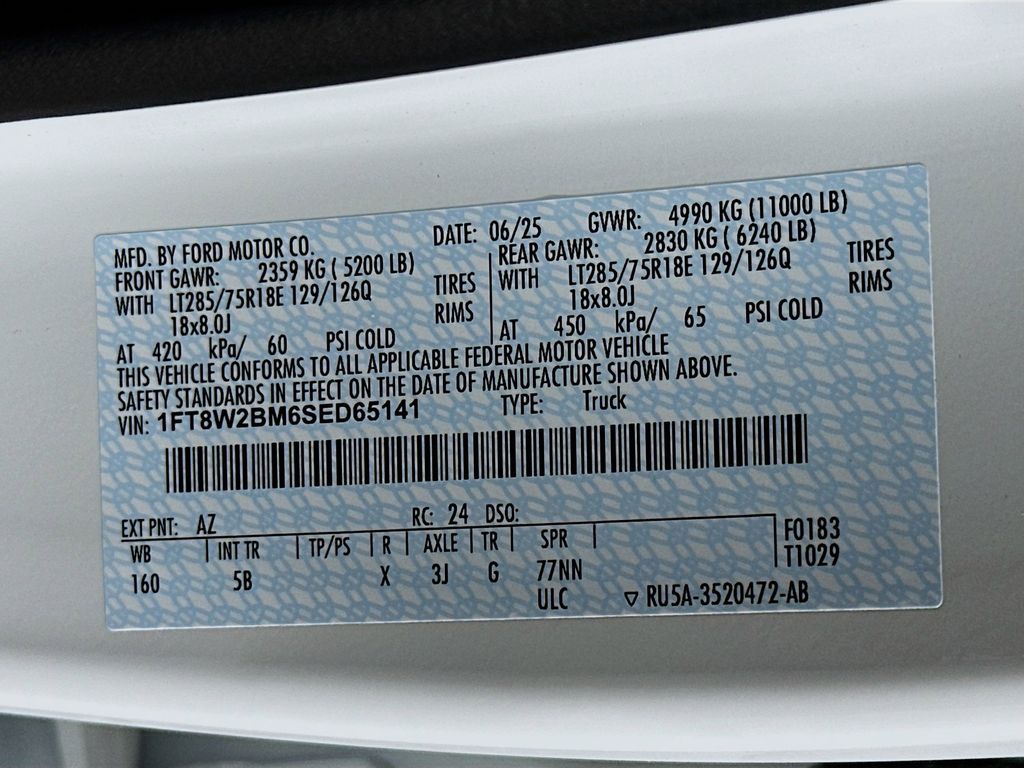 MFD. BY FORD MOTOR CO. DATE: 06/25 GVWR: 4990 KG (11000 LB)
FRONT GAWR: 2359 KG ( 5200 LB)
WITH LT285/75R18E 129/126Q TIRES
18x8.0J RIMS
AT 420 kPa/ 60 PSI COLD
REAR GAWR: 2830 KG ( 6240 LB)
WITH LT285/75R18E 129/126Q TIRES
18x8.0J RIMS
AT 450 kPa/ 65 PSI COLD
THIS VEHICLE CONFORMS TO ALL APPLICABLE FEDERAL MOTOR VEHICLE
SAFETY STANDARDS IN EFFECT ON THE DATE OF MANUFACTURE SHOWN ABOVE.
VIN: 1FT8W2BM6SED65141 TYPE: Truck
EXT PNT: AZ RC: 24 DSO:
WB INT TR TP/PS R AXLE TR SPR F0183
160 5B X 3J G 77NN T1029
ULC ▽ RU5A-3520472-AB